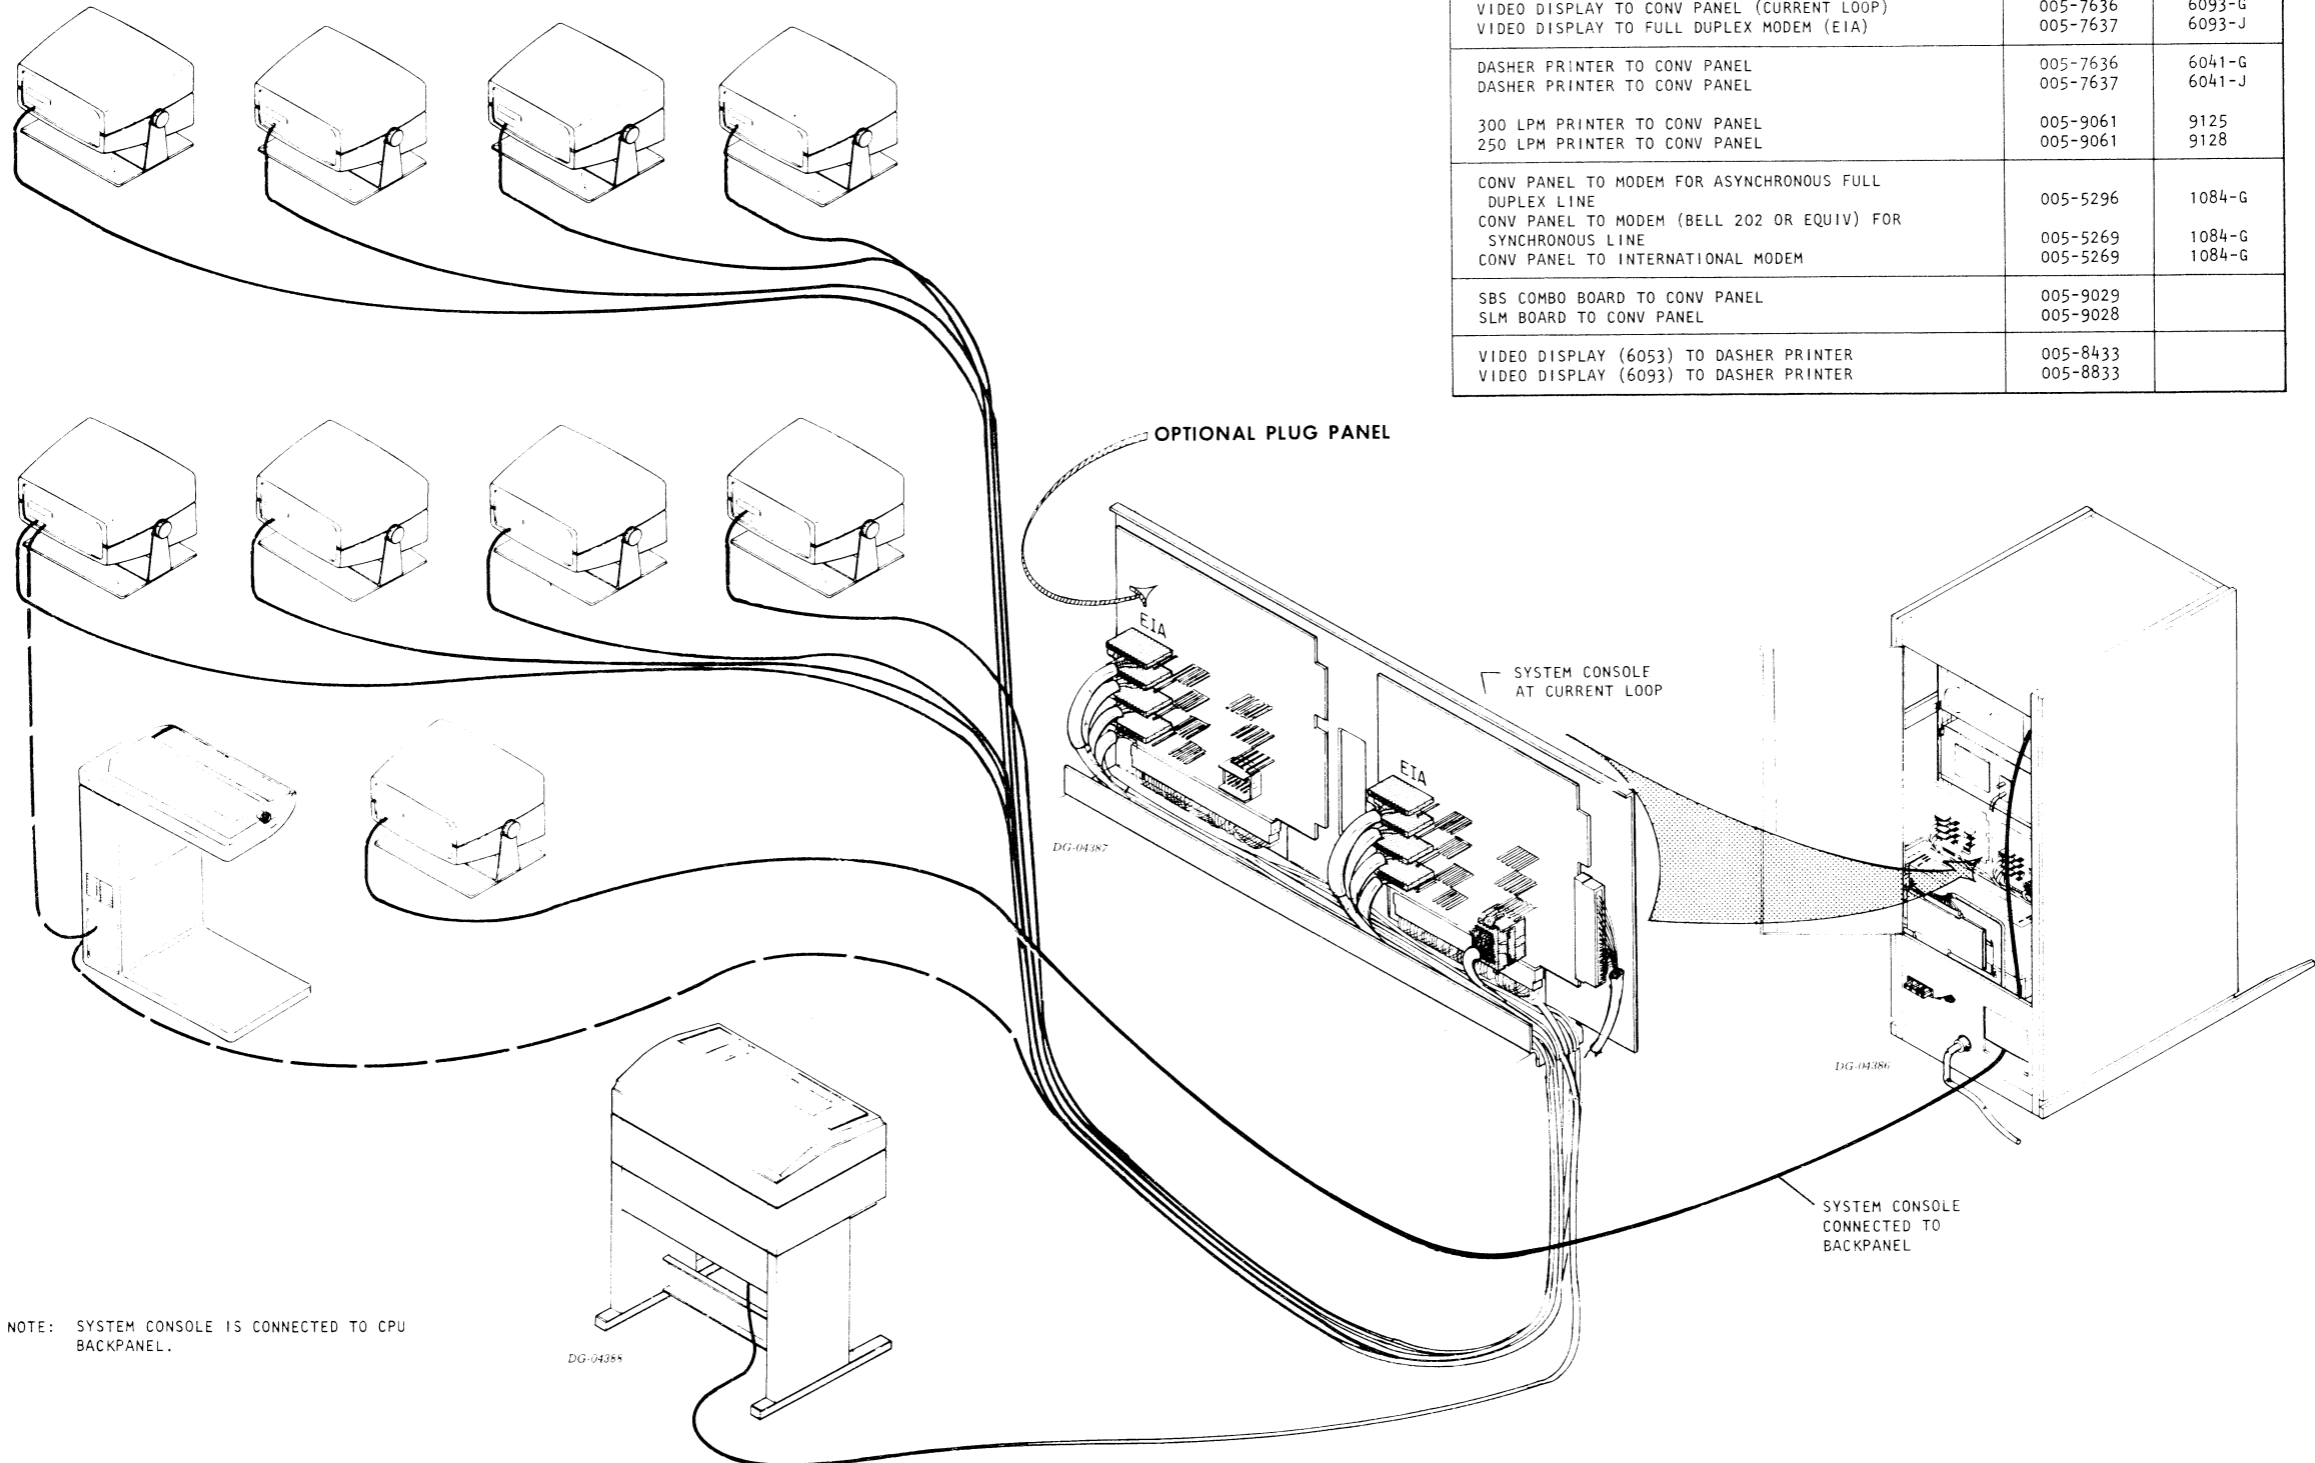 VIDEO DISPLAY TO CONV PANEL (CURRENT LOOP) 005-7636 6093-G
VIDEO DISPLAY TO FULL DUPLEX MODEM (EIA) 005-7637 6093-J
DASHER PRINTER TO CONV PANEL 005-7636 6041-G
DASHER PRINTER TO CONV PANEL 005-7637 6041-J
300 LPM PRINTER TO CONV PANEL 005-9061 9125
250 LPM PRINTER TO CONV PANEL 005-9061 9128
CONV PANEL TO MODEM FOR ASYNCHRONOUS FULL
DUPLEX LINE 005-5296 1084-G
CONV PANEL TO MODEM (BELL 202 OR EQUIV) FOR
SYNCHRONOUS LINE 005-5269 1084-G
CONV PANEL TO INTERNATIONAL MODEM 005-5269 1084-G
SBS COMBO BOARD TO CONV PANEL 005-9029
SLM BOARD TO CONV PANEL 005-9028
VIDEO DISPLAY (6053) TO DASHER PRINTER 005-8433
VIDEO DISPLAY (6093) TO DASHER PRINTER 005-8833
OPTIONAL PLUG PANEL
EIA
SYSTEM CONSOLE
AT CURRENT LOOP
EIA
DG-04387
DG-04386
SYSTEM CONSOLE
CONNECTED TO
BACKPANEL
NOTE: SYSTEM CONSOLE IS CONNECTED TO CPU
BACKPANEL.
DG-04388